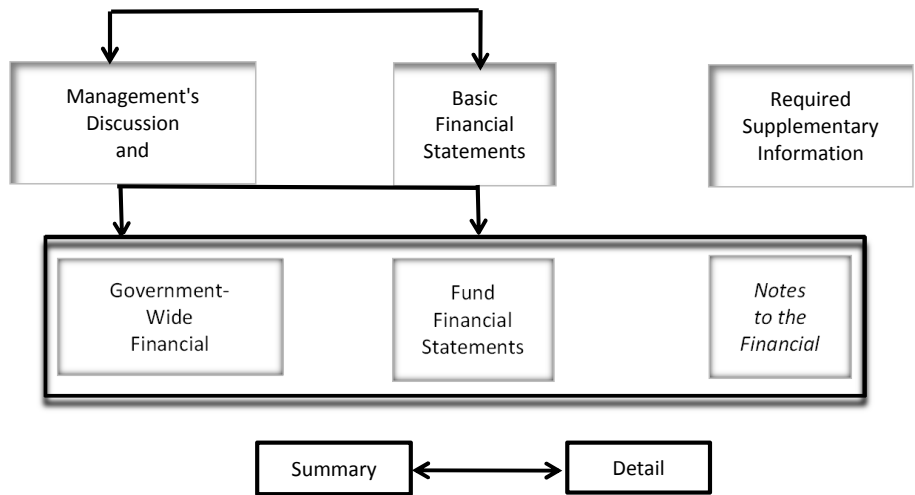 Management's
Discussion
and
Basic
Financial
Statements
Required
Supplementary
Information
Government-
Wide
Financial
Fund
Financial
Statements
Notes
to the
Financial
Summary
Detail